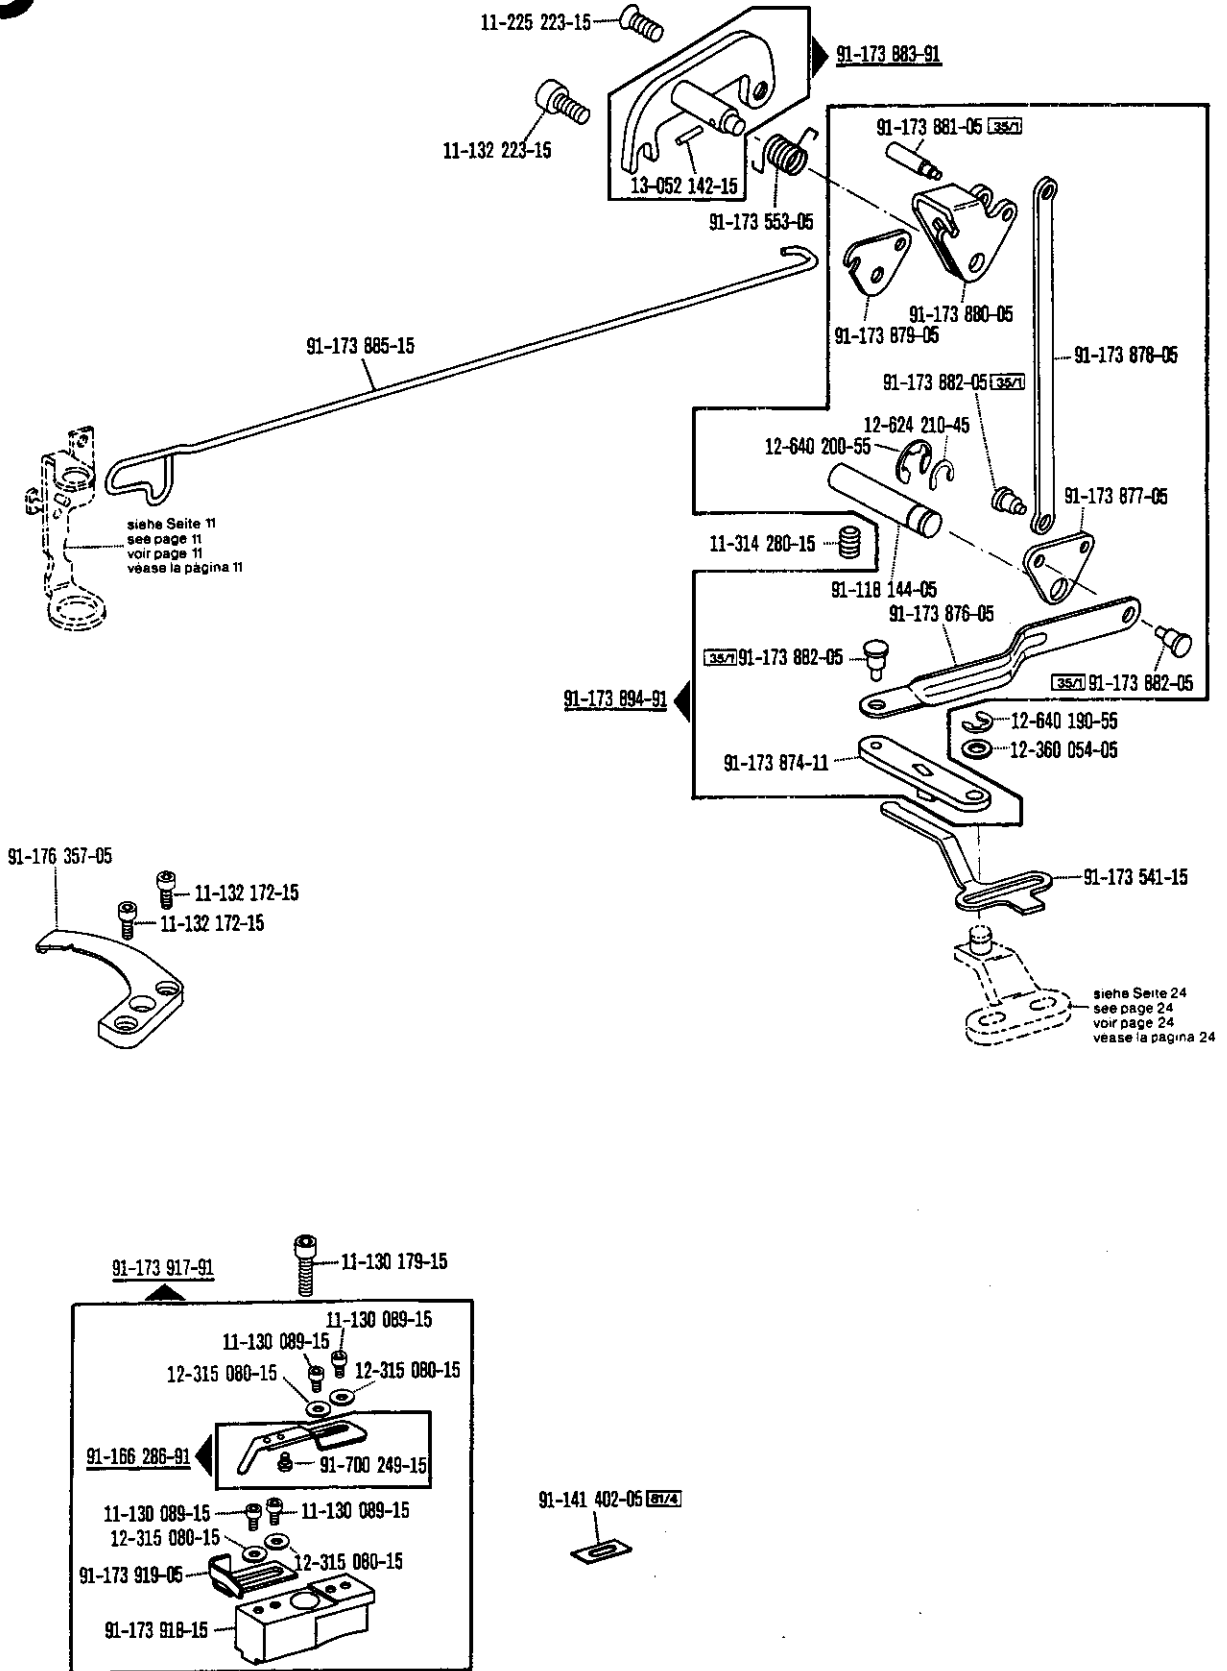 11-225 223-15
91-173 883-91
11-132 223-15
13-052 142-15
91-173 553-05
91-173 881-05 35/1
91-173 880-05
91-173 879-05
91-173 885-15
91-173 878-05
91-173 882-05 35/1
12-624 210-45
12-640 200-55
91-173 877-05
siehe Seite 11
see page 11
voir page 11
véase la página 11
11-314 280-15
91-118 144-05
91-173 876-05
35/1 91-173 882-05
35/1 91-173 882-05
91-173 894-91
12-640 190-55
12-360 054-05
91-173 874-11
91-176 357-05
11-132 172-15
11-132 172-15
91-173 541-15
siehe Seite 24
see page 24
voir page 24
véase la pagina 24
91-173 917-91
11-130 179-15
11-130 089-15
11-130 089-15
12-315 080-15
12-315 080-15
91-166 286-91
91-700 249-15
11-130 089-15
11-130 089-15
12-315 080-15
12-315 080-15
91-173 919-05
91-173 918-15
91-141 402-05 81/4